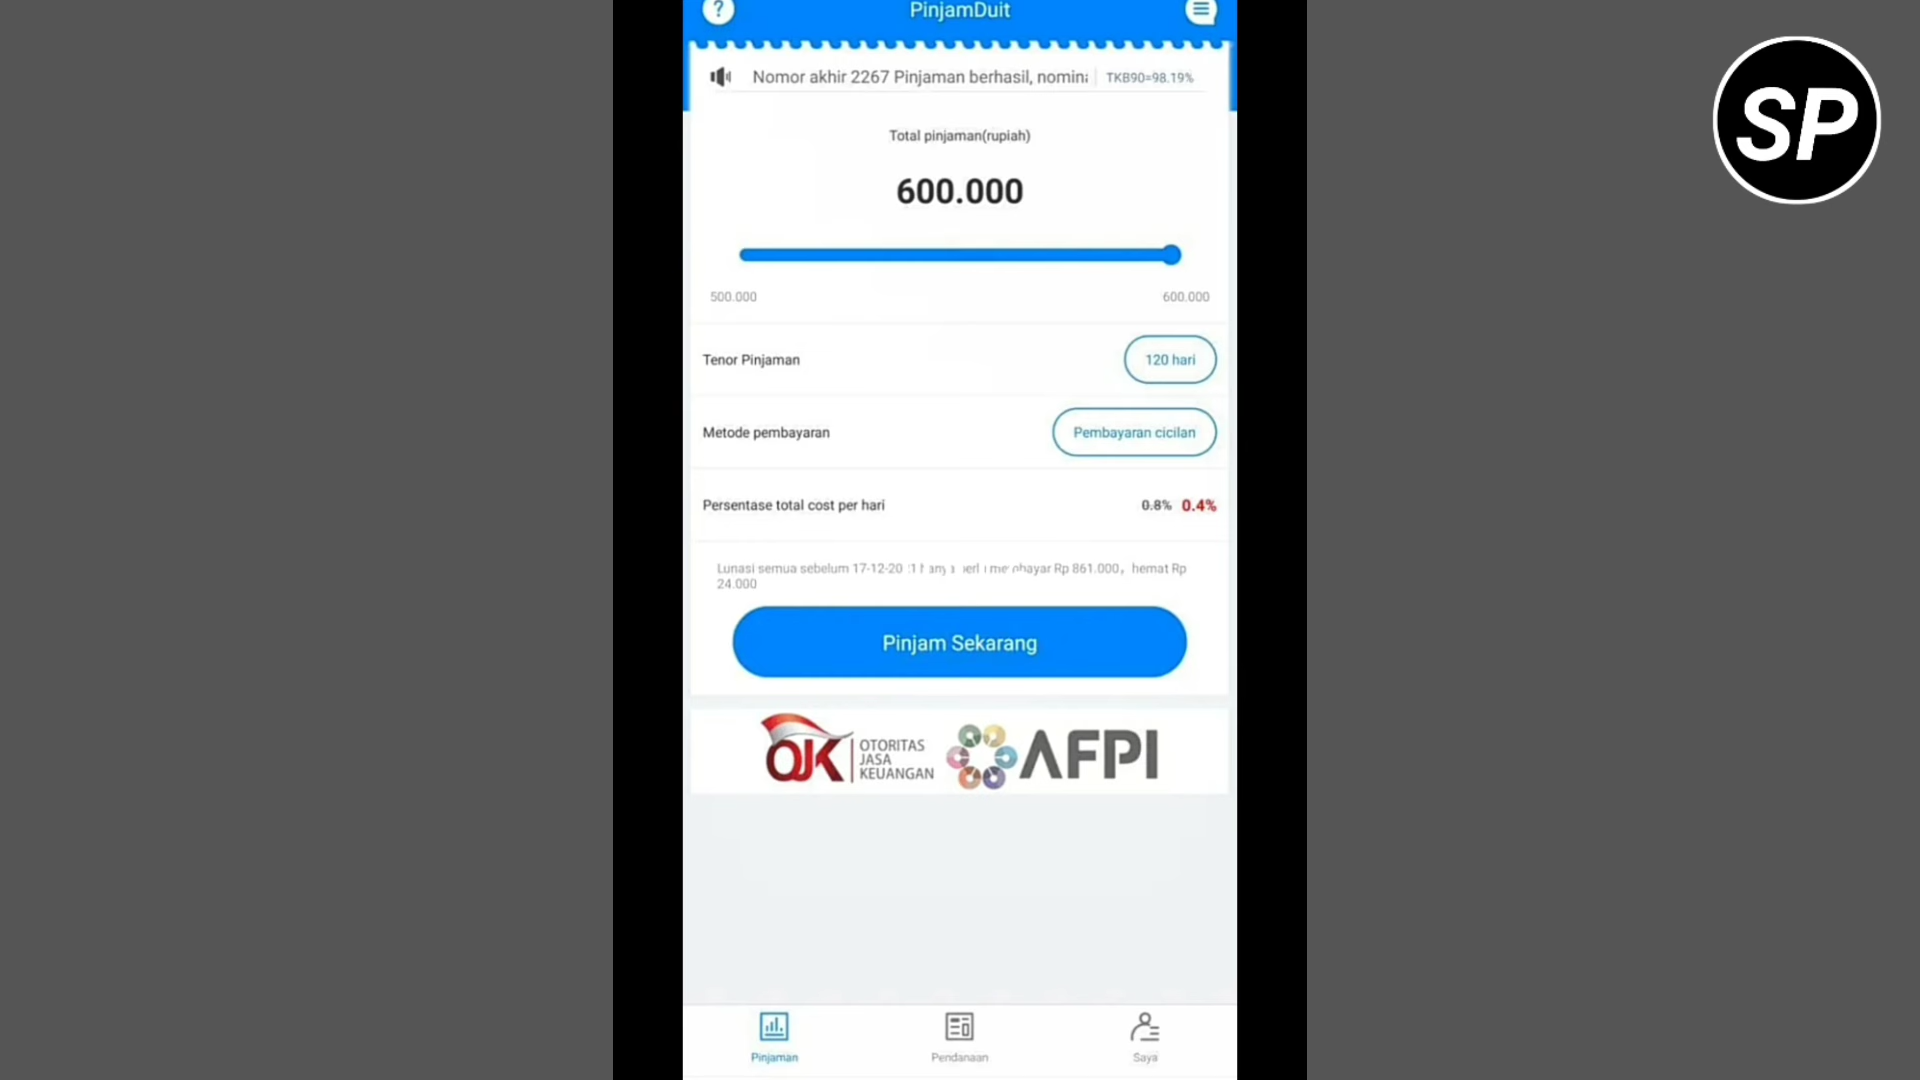 ?
PinjamDuit
SP
Nomor akhir 2267 Pinjaman berhasil, nomin
TKB90=98.19%
Total pinjaman(rupiah)
600.000
500.000
600.000
Tenor Pinjaman
120 hari
Metode pembayaran
Pembayaran cicilan
Persentase total cost per hari
0.8% 0.4%
Lunasi semua sebelum Rp 861.000, hemat Rp
24.000
Pinjam Sekarang
OJK
OTORITAS
JASA
KEUANGAN
AFPI
Pinjaman
Pendanaan
Saya